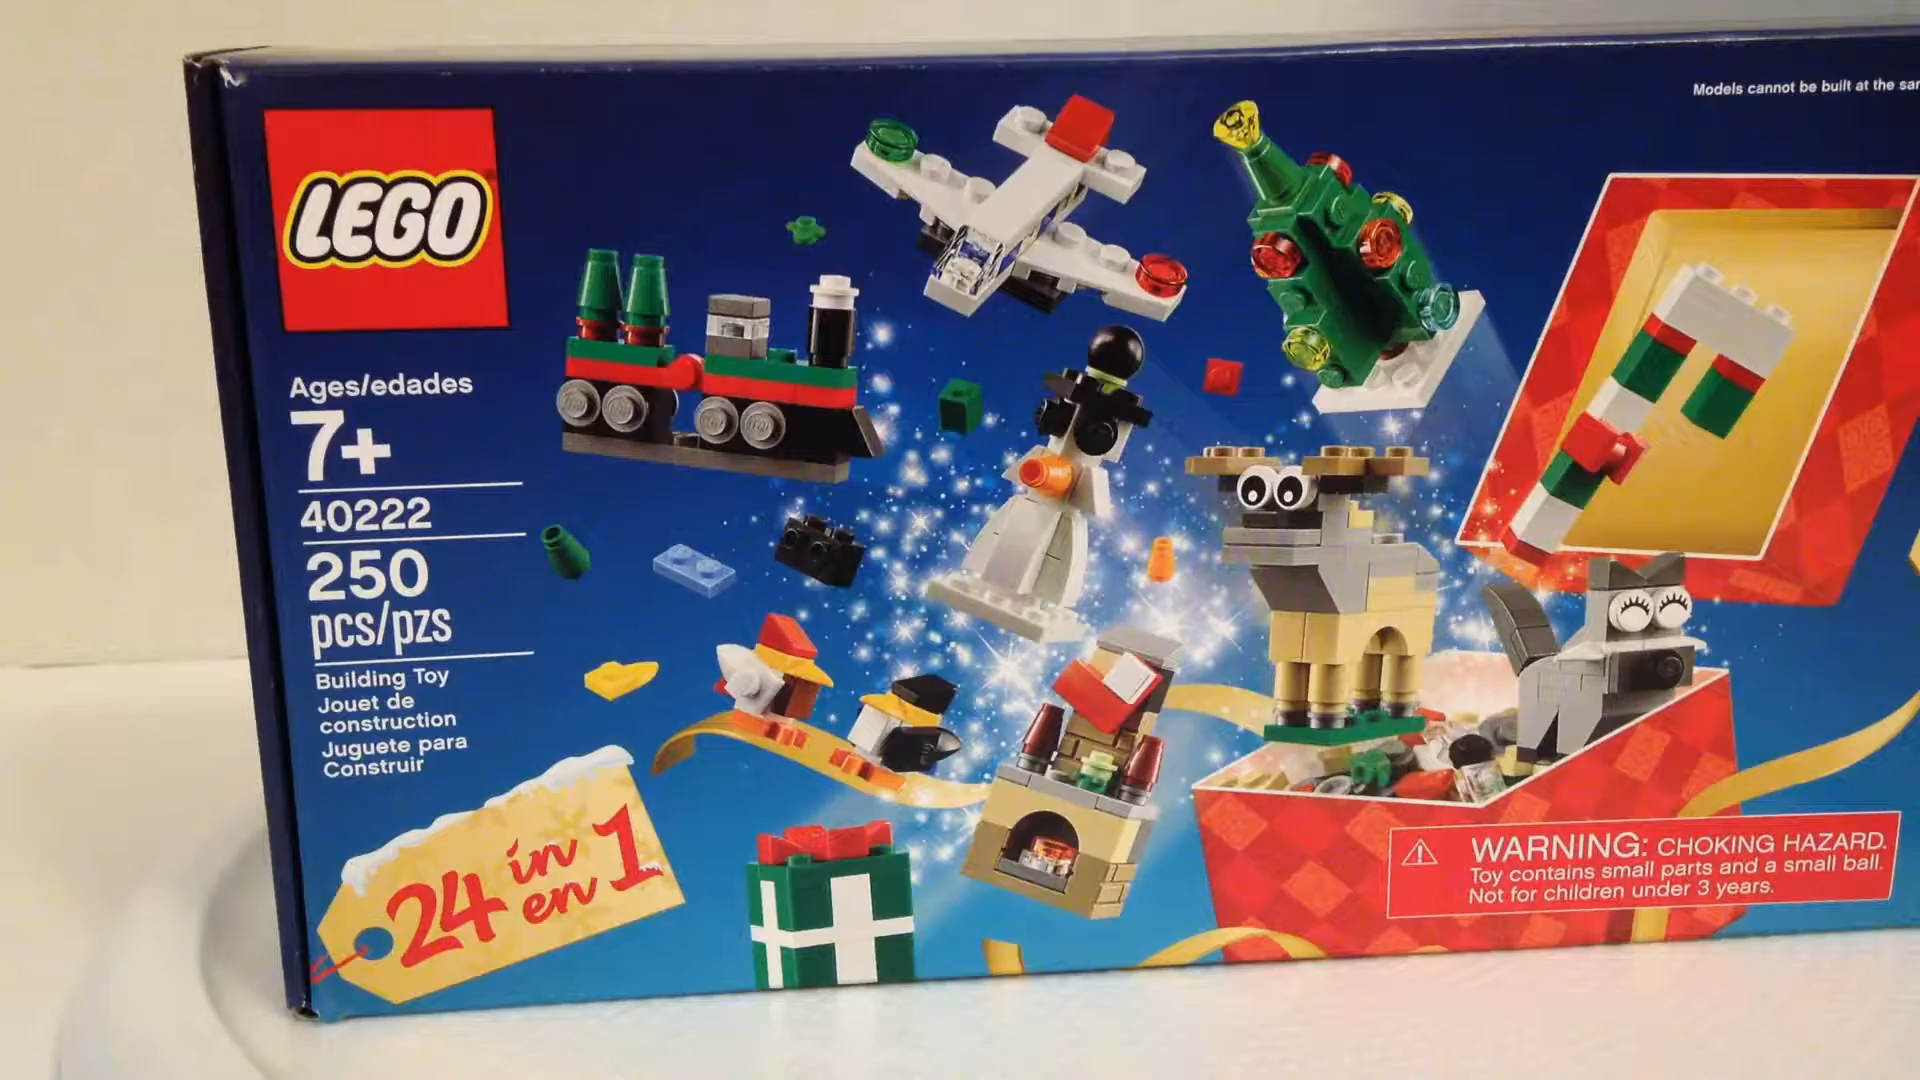 LEGO
Ages/edades
7+
40222
250
pcs/pzs
Building Toy
Jouet de
construction
Juguete para
Construir
24 in
en 1
Models cannot be built at the
WARNING: CHOKING HAZARD.
Toy contains small parts and a small ball.
Not for children under 3 years.